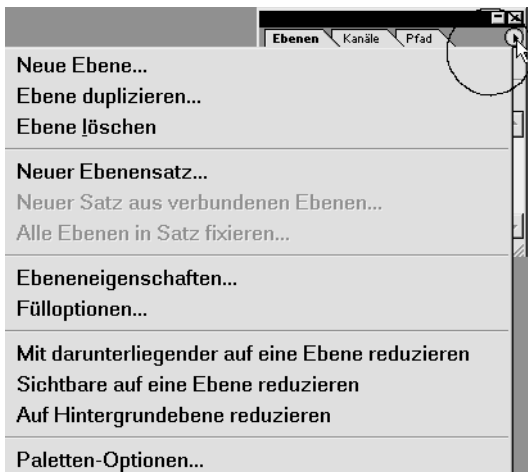 Ebenen Kanäle Pfad
Neue Ebene...
Ebene duplizieren...
Ebene löschen
Neuer Ebenensatz...
Neuer Satz aus verbundenen Ebenen...
Alle Ebenen in Satz fixieren...
Ebeneneigenschaften...
Fülloptionen...
Mit darunterliegender auf eine Ebene reduzieren
Sichtbare auf eine Ebene reduzieren
Auf Hintergrundebene reduzieren
Paletten-Optionen...